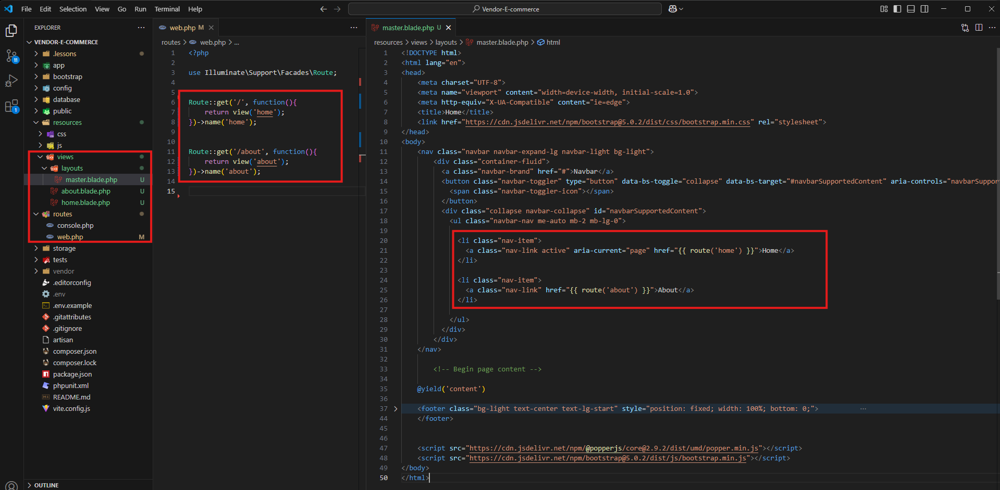 File Edit Selection View Go Run Terminal Help
Vendor-E-commerce
EXPLORER
VENDOR-E-COMMERCE
.lessons
app
bootstrap
config
database
public
resources
css
js
views
layouts
master.blade.php U
about.blade.php U
home.blade.php U
routes
console.php
web.php M
storage
tests
vendor
.editorconfig
.env
.env.example
.gitattributes
.gitignore
artisan
composer.json
composer.lock
package.json
phpunit.xml
README.md
vite.config.js
OUTLINE
11
1
web.php M
routes > web.php > ...
1 <?php
2
3 use Illuminate\Support\Facades\Route;
4
5
6 Route::get('/', function(){
7 return view('home');
8 })->name('home');
9
10
11 Route::get('/about', function(){
12 return view('about');
13 })->name('about');
14
15
master.blade.php U
resources > views > layouts > master.blade.php > html
1 <!DOCTYPE html>
2 <html lang="en">
3 <head>
4 <meta charset="UTF-8">
5 <meta name="viewport" content="width=device-width, initial-scale=1.0">
6 <meta http-equiv="X-UA-Compatible" content="ie=edge">
7 <title>Home</title>
8 <link href="https://cdn.jsdelivr.net/npm/bootstrap@5.0.2/dist/css/bootstrap.min.css" rel="stylesheet">
9 </head>
10 <body>
11 <nav class="navbar navbar-expand-lg navbar-light bg-light">
12 <div class="container-fluid">
13 <a class="navbar-brand" href="#">Navbar</a>
14 <button class="navbar-toggler" type="button" data-bs-toggle="collapse" data-bs-target="#navbarSupportedContent" aria-controls="navbarSuppor
15 <span class="navbar-toggler-icon"></span>
16 </button>
17 <div class="collapse navbar-collapse" id="navbarSupportedContent">
18 <ul class="navbar-nav me-auto mb-2 mb-lg-0">
19
20 <li class="nav-item">
21 <a class="nav-link active" aria-current="page" href="{{ route('home') }}">Home</a>
22 </li>
23
24 <li class="nav-item">
25 <a class="nav-link" href="{{ route('about') }}">About</a>
26 </li>
27
28 </ul>
29 </div>
30 </div>
31 </nav>
32
33 <!-- Begin page content -->
34
35 @yield('content')
36
37 <footer class="bg-light text-center text-lg-start" style="position: fixed; width: 100%; bottom: 0;"> ...
44 </footer>
45
46
47 <script src="https://cdn.jsdelivr.net/npm/@popperjs/core@2.9.2/dist/umd/popper.min.js"></script>
48 <script src="https://cdn.jsdelivr.net/npm/bootstrap@5.0.2/dist/js/bootstrap.min.js"></script>
49 </body>
50 </html>